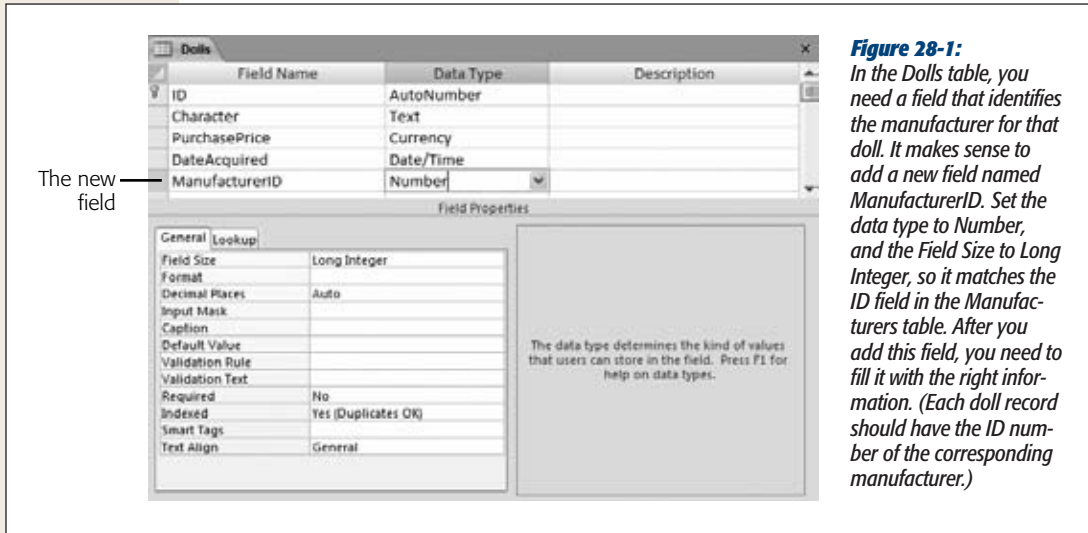 Dolls
Field Name Data Type Description
ID AutoNumber
Character Text
PurchasePrice Currency
DateAcquired Date/Time
ManufacturerID Number
The new
field
Field Properties
General Lookup
Field Size Long Integer
Format
Decimal Places Auto
Input Mask
Caption
Default Value
Validation Rule
Validation Text
Required No
Indexed Yes (Duplicates OK)
Smart Tags
Text Align General
The data type determines the kind of values
that users can store in the field. Press F1 for
help on data types.
Figure 28-1:
In the Dolls table, you
need a field that identifies
the manufacturer for that
doll. It makes sense to
add a new field named
ManufacturerID. Set the
data type to Number,
and the Field Size to Long
Integer, so it matches the
ID field in the Manufac-
turers table. After you
add this field, you need to
fill it with the right infor-
mation. (Each doll record
should have the ID num-
ber of the corresponding
manufacturer.)